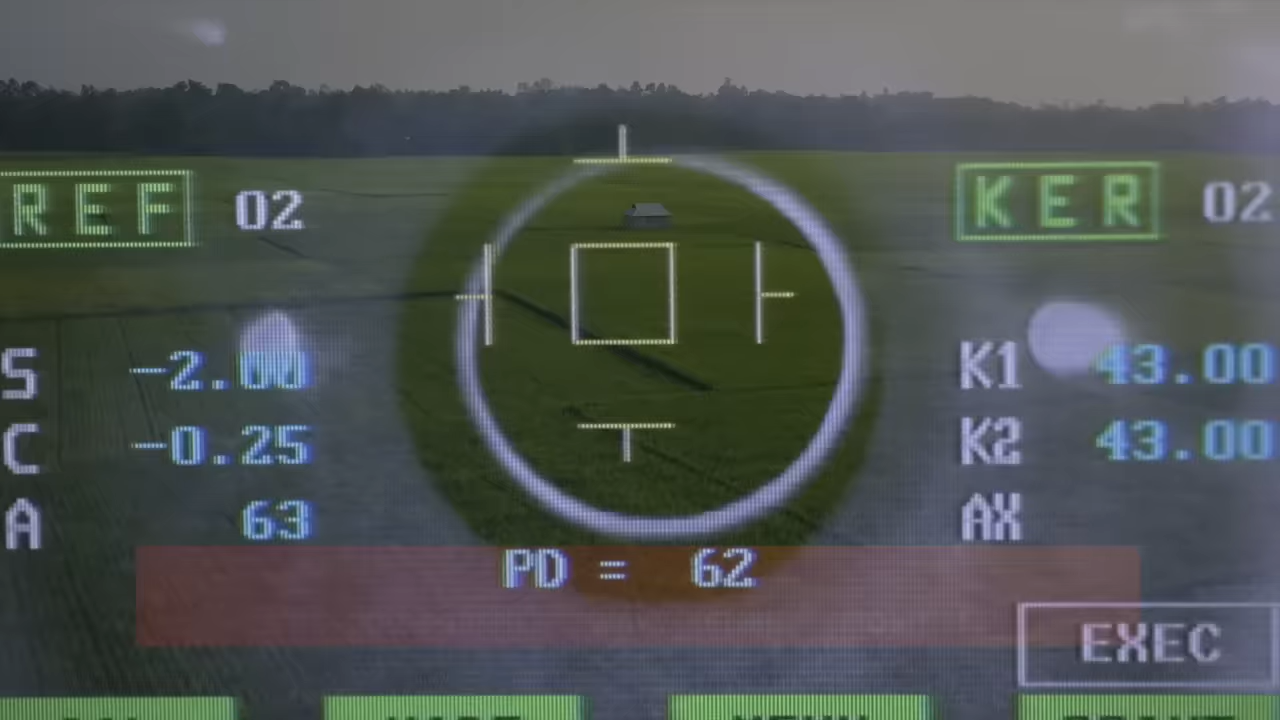 REF 02 KER 02
S -2.00 K1 43.00
C -0.25 K2 43.00
A 63 AX
PD = 62
EXEC